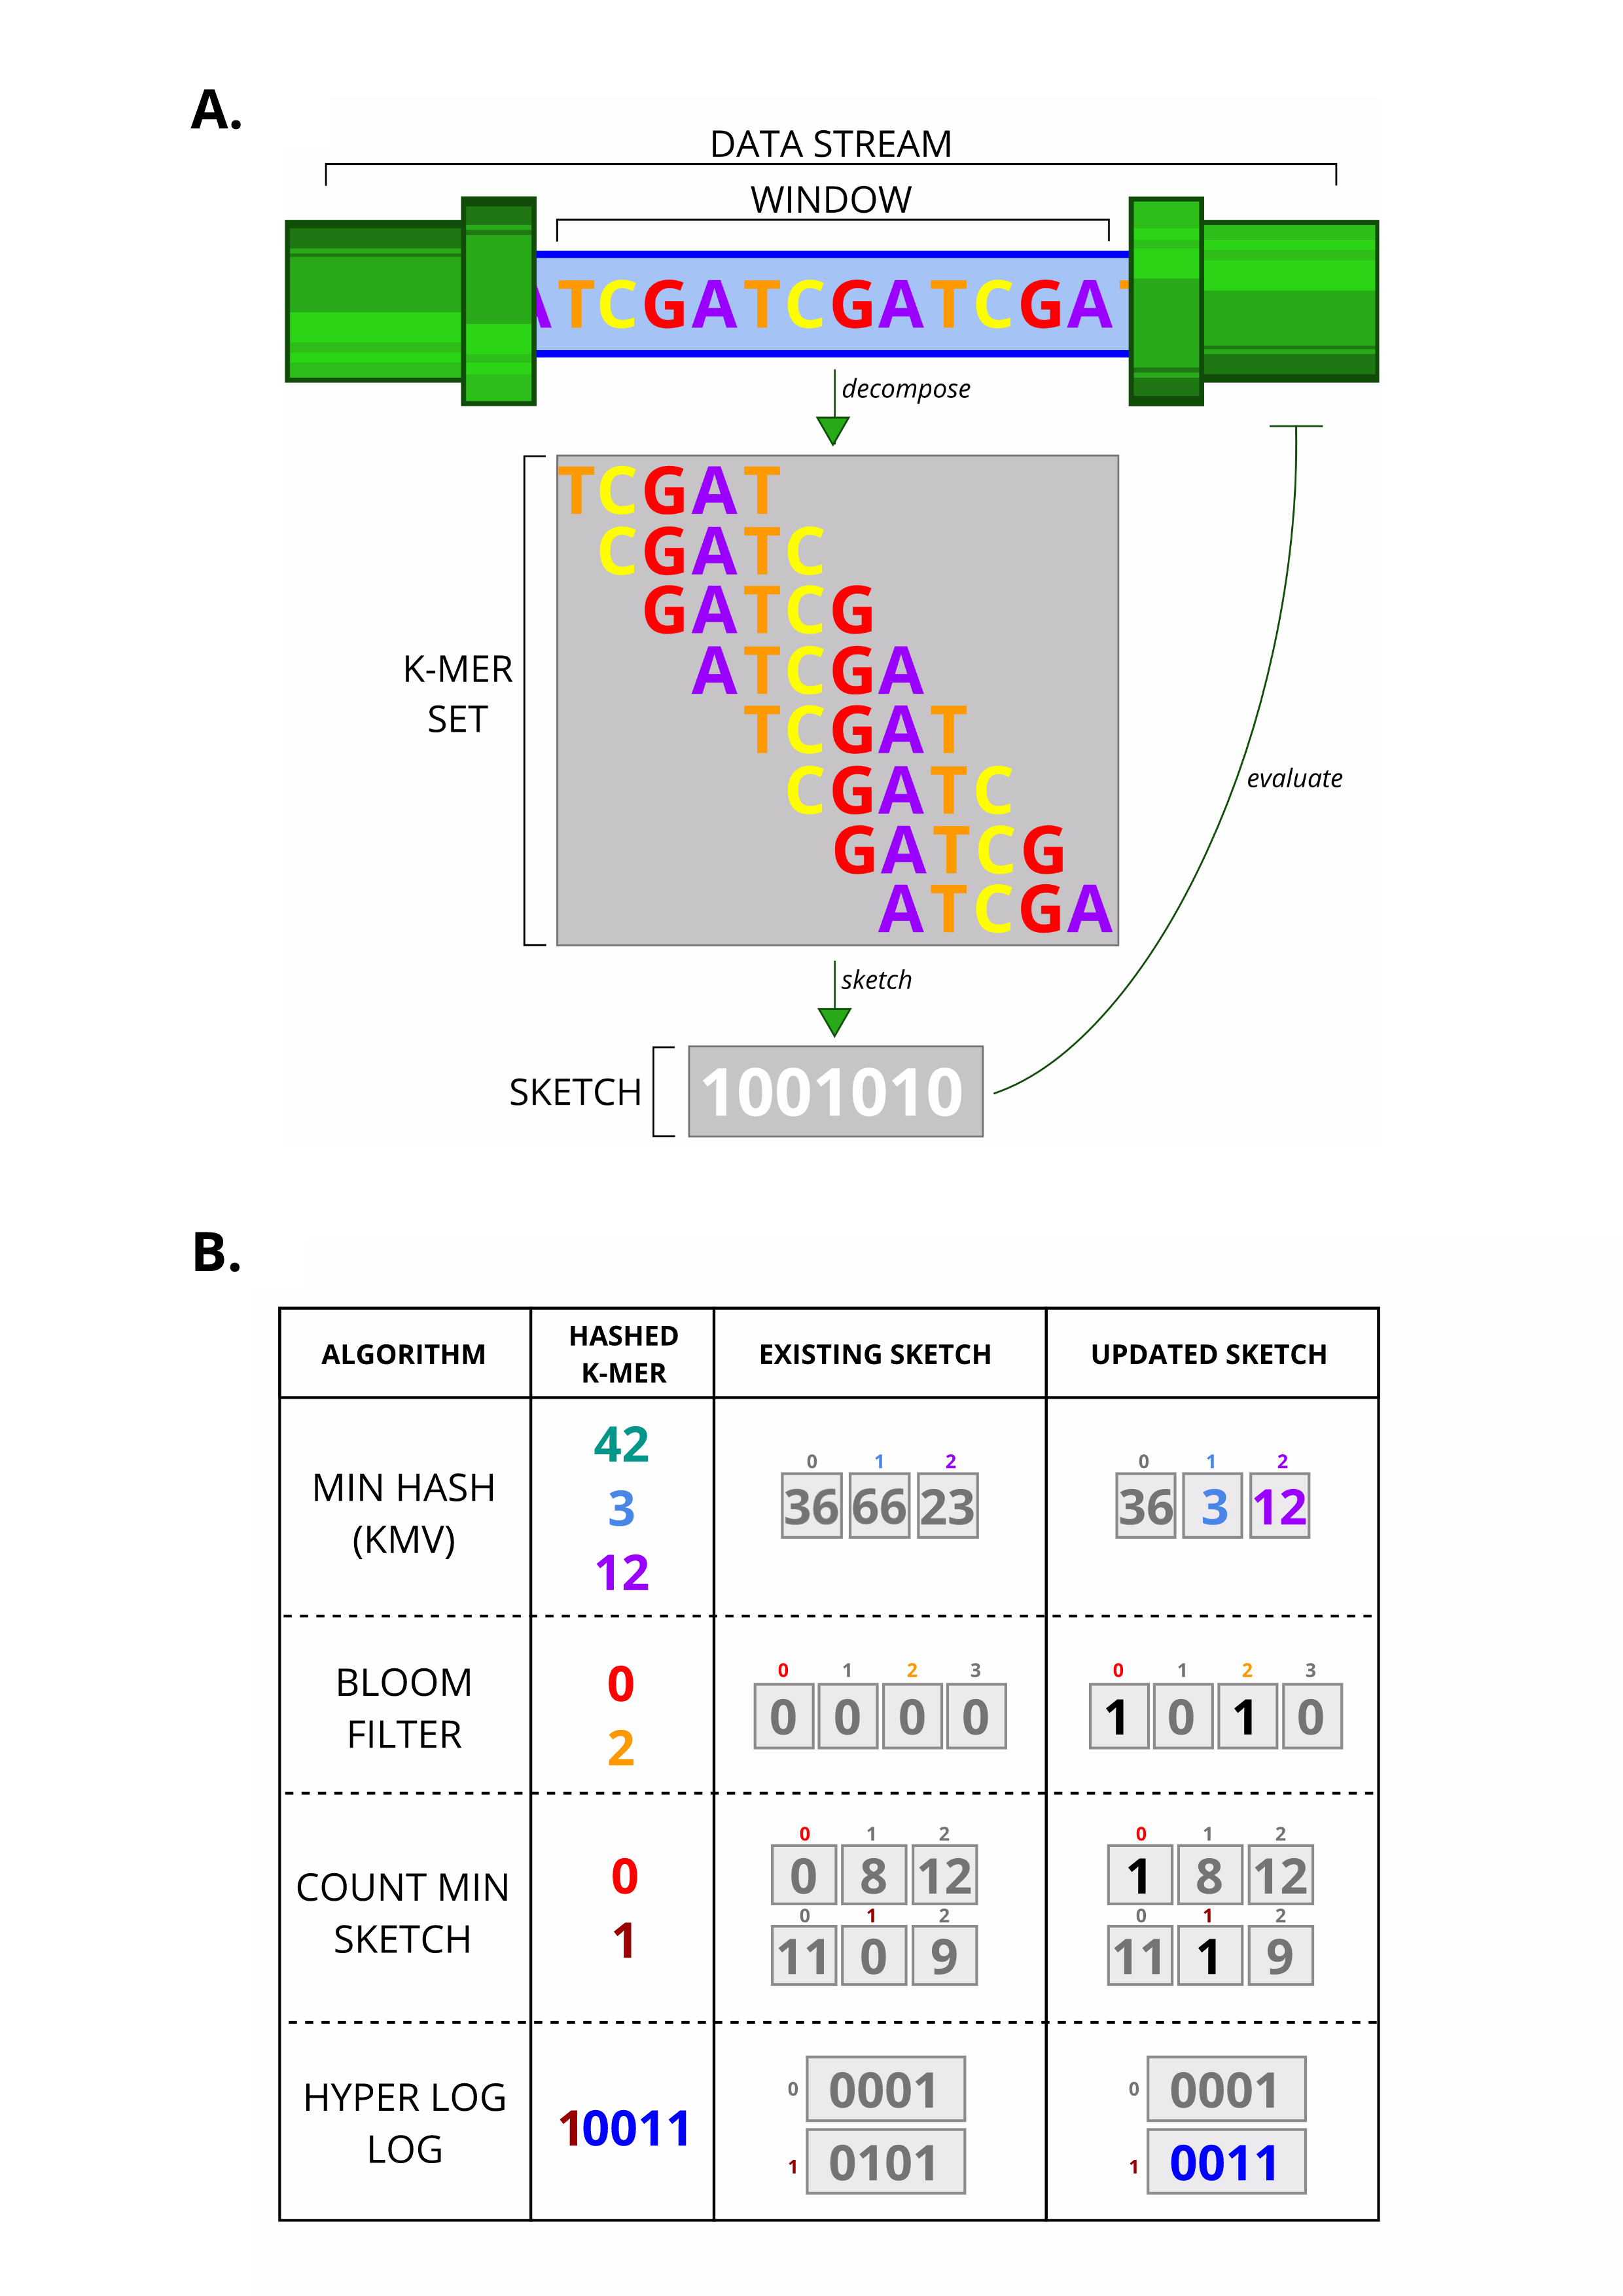 A.
DATA STREAM
WINDOW
ATCGATCGATCGAT
decompose
TCGAT
CGATC
GATCG
ATCGA
TCGAT
CGATC
GATCG
ATCGA
K-MER
SET
evaluate
sketch
SKETCH
1001010
B.
ALGORITHM
HASHED
K-MER
EXISTING SKETCH
UPDATED SKETCH
MIN HASH
(KMV)
42
3
12
0 1 2
36 66 23
0 1 2
36 3 12
BLOOM
FILTER
0
2
0 1 2 3
0 0 0 0
0 1 2 3
1 0 1 0
COUNT MIN
SKETCH
0
1
0 1 2
0 8 12
0 1 2
11 0 9
0 1 2
1 8 12
0 1 2
11 1 9
HYPER LOG
LOG
10011
0 0001
1 0101
0 0001
1 0011